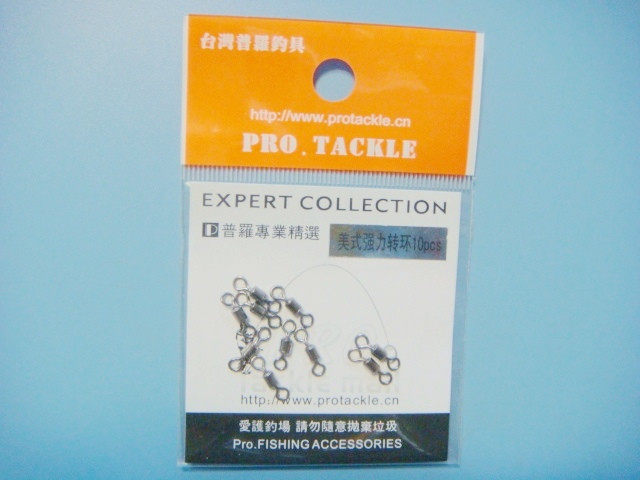 台灣普羅釣具
http://www.protackle.cn
PRO. TACKLE
EXPERT COLLECTION
普羅專業精選
美式强力转环10pcs
http://www.protackle.cn
愛護釣場 請勿隨意拋棄垃圾
Pro.FISHING ACCESSORIES